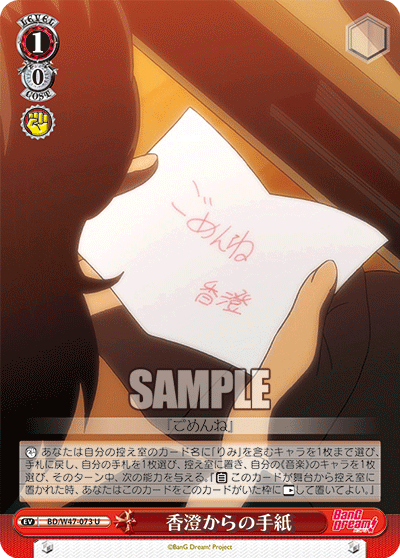 LEVEL
1
0
COST
ごめんね
香澄
SAMPLE
『ごめんね』
あなたは自分の控え室のカード名に「りみ」を含むキャラを1枚まで選び、
手札に戻し、自分の手札を1枚選び、控え室に置き、自分の《音楽》のキャラを1枚
選び、そのターン中、次の能力を与える。『 このカードが舞台から控え室に
置かれた時、あなたはこのカードをこのカードがいた枠に して置いてよい。』
EV BD/W47-073 U
香澄からの手紙
BanG Dream!
©BanG Dream! Project